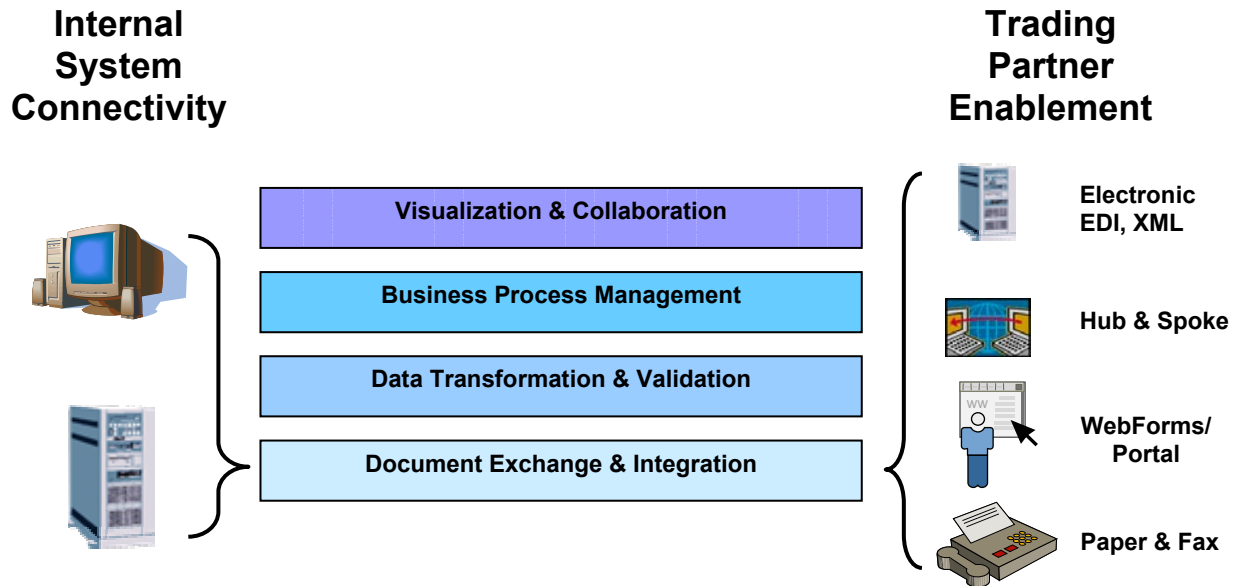 Internal
System
Connectivity
Trading
Partner
Enablement
Visualization & Collaboration
Business Process Management
Data Transformation & Validation
Document Exchange & Integration
Electronic
EDI, XML
Hub & Spoke
WW
WebForms/
Portal
Paper & Fax